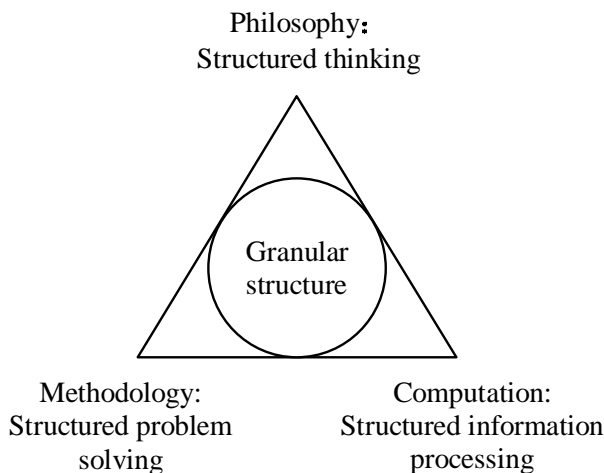 Philosophy：
Structured thinking
Granular
structure
Methodology:
Structured problem
solving
Computation:
Structured information
processing